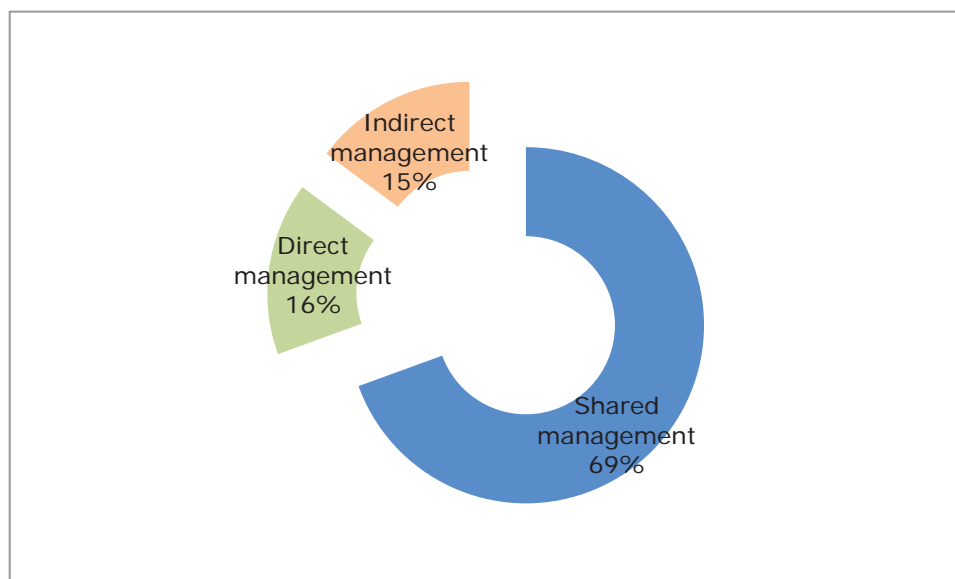 Indirect
management
15%
Direct
management
16%
Shared
management
69%